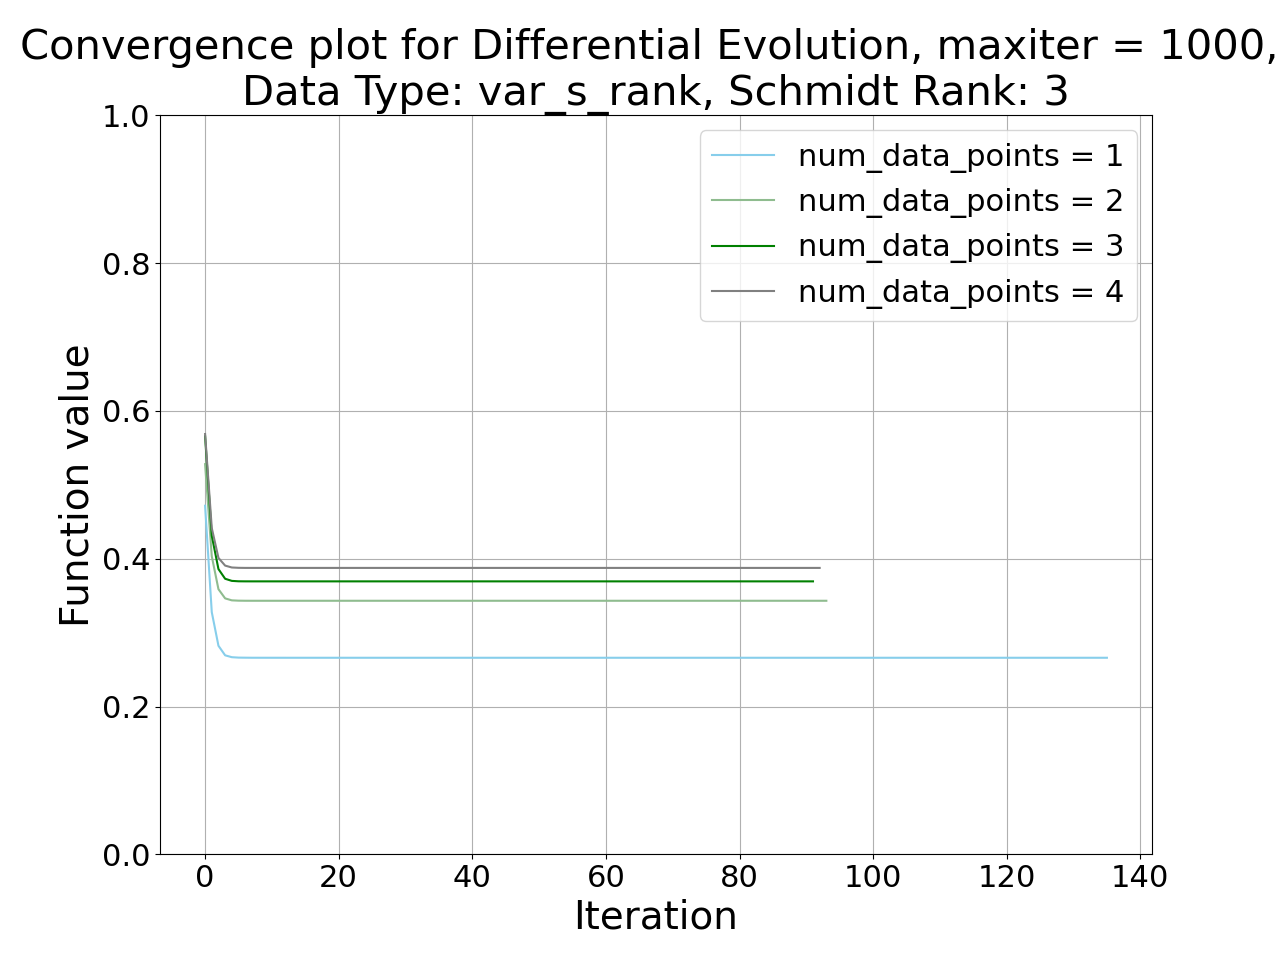 Convergence plot for Differential Evolution, maxiter = 1000,
Data Type: var_s_rank, Schmidt Rank: 3
1.0
0.8
0.6
0.4
0.2
0.0
Function value
num_data_points = 1
num_data_points = 2
num_data_points = 3
num_data_points = 4
0 20 40 60 80 100 120 140
Iteration